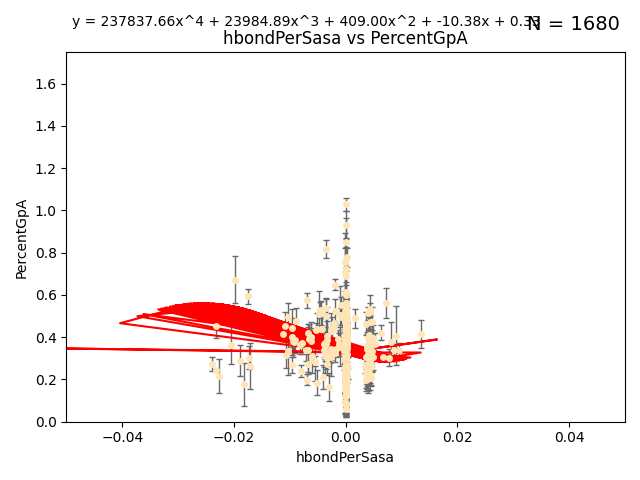 y = 237837.66x^4 + 23984.89x^3 + 409.00x^2 + -10.38x + 0.33
N = 1680
hbondPerSasa vs PercentGpA
PercentGpA
1.6
1.4
1.2
1.0
0.8
0.6
0.4
0.2
0.0
−0.04 −0.02 0.00 0.02 0.04
hbondPerSasa